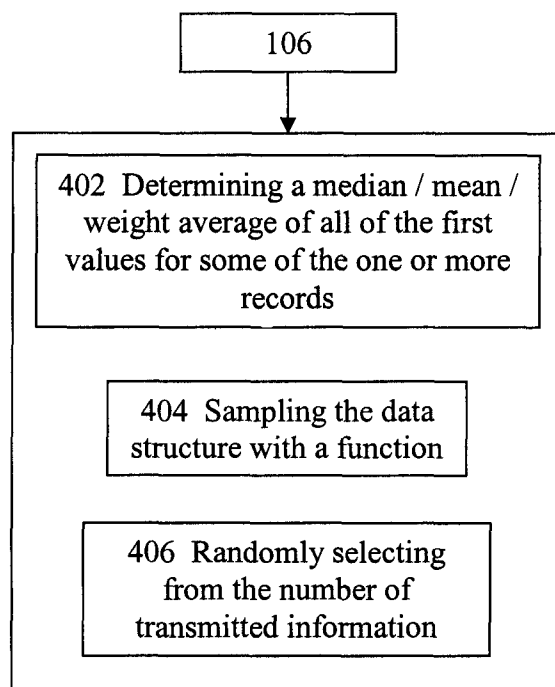 106
402 Determining a median / mean /
weight average of all of the first
values for some of the one or more
records
404 Sampling the data
structure with a function
406 Randomly selecting
from the number of
transmitted information